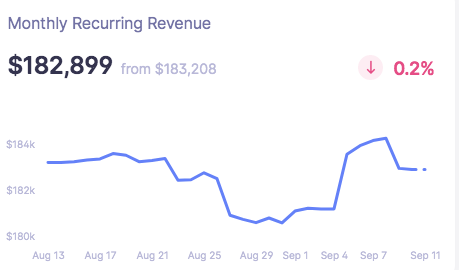 Monthly Recurring Revenue
$182,899 from $183,208
↓ 0.2%
$184k
$182k
$180k
Aug 13 Aug 17 Aug 21 Aug 25 Aug 29 Sep 1 Sep 4 Sep 7 Sep 11